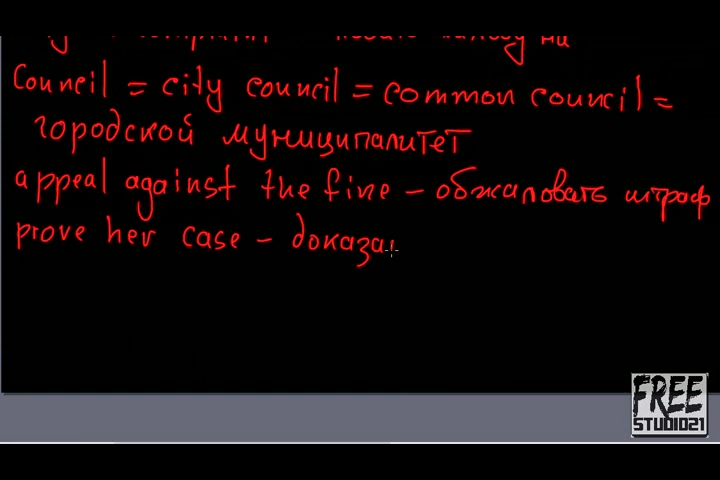 Council = city council = common council =
городской муниципалитет
appeal against the fine – обжаловать штраф
prove her case – доказа
FREE
STUDIO21